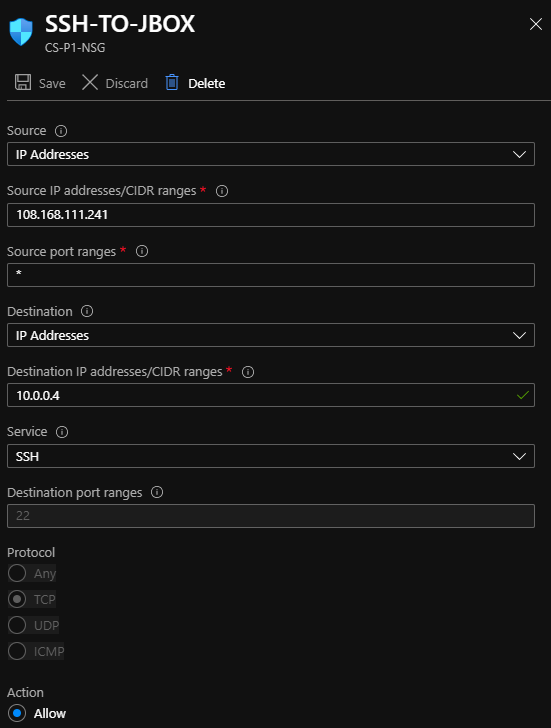 SSH-TO-JBOX
CS-P1-NSG
Save Discard Delete
Source
IP Addresses
Source IP addresses/CIDR ranges *
108.168.111.241
Source port ranges *
*
Destination
IP Addresses
Destination IP addresses/CIDR ranges *
10.0.0.4
Service
SSH
Destination port ranges
22
Protocol
Any
TCP
UDP
ICMP
Action
Allow